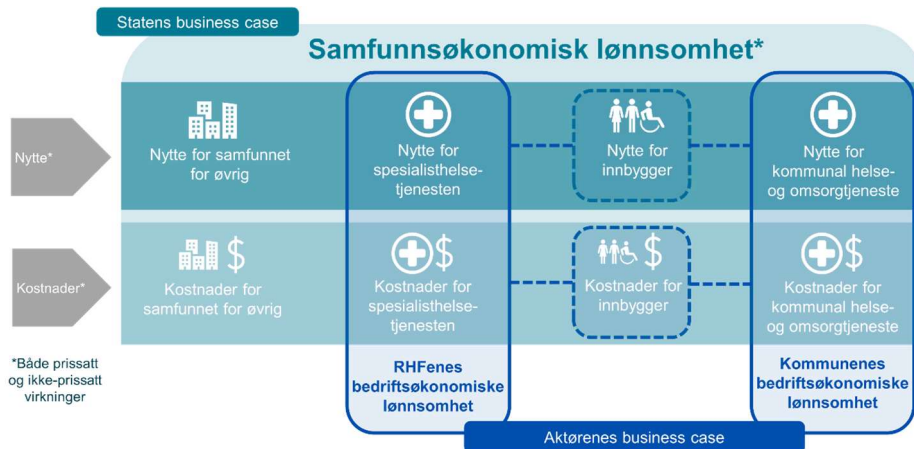 Statens business case
Samfunnsøkonomisk lønnsomhet*
Nytte*
Nytte for samfunnet
for øvrig
Nytte for
spesialisthelse-
tjenesten
Nytte for
innbygger
Nytte for
kommunal helse-
og omsorgtjeneste
Kostnader*
$
Kostnader for
samfunnet for øvrig
$
Kostnader for
spesialisthelse-
tjenesten
$
Kostnader for
innbygger
$
Kostnader for
kommunal helse-
og omsorgtjeneste
*Både prissatt
og ikke-prissatt
virkninger
RHFenes
bedriftsøkonomiske
lønnsomhet
Kommunenes
bedriftsøkonomiske
lønnsomhet
Aktørenes business case